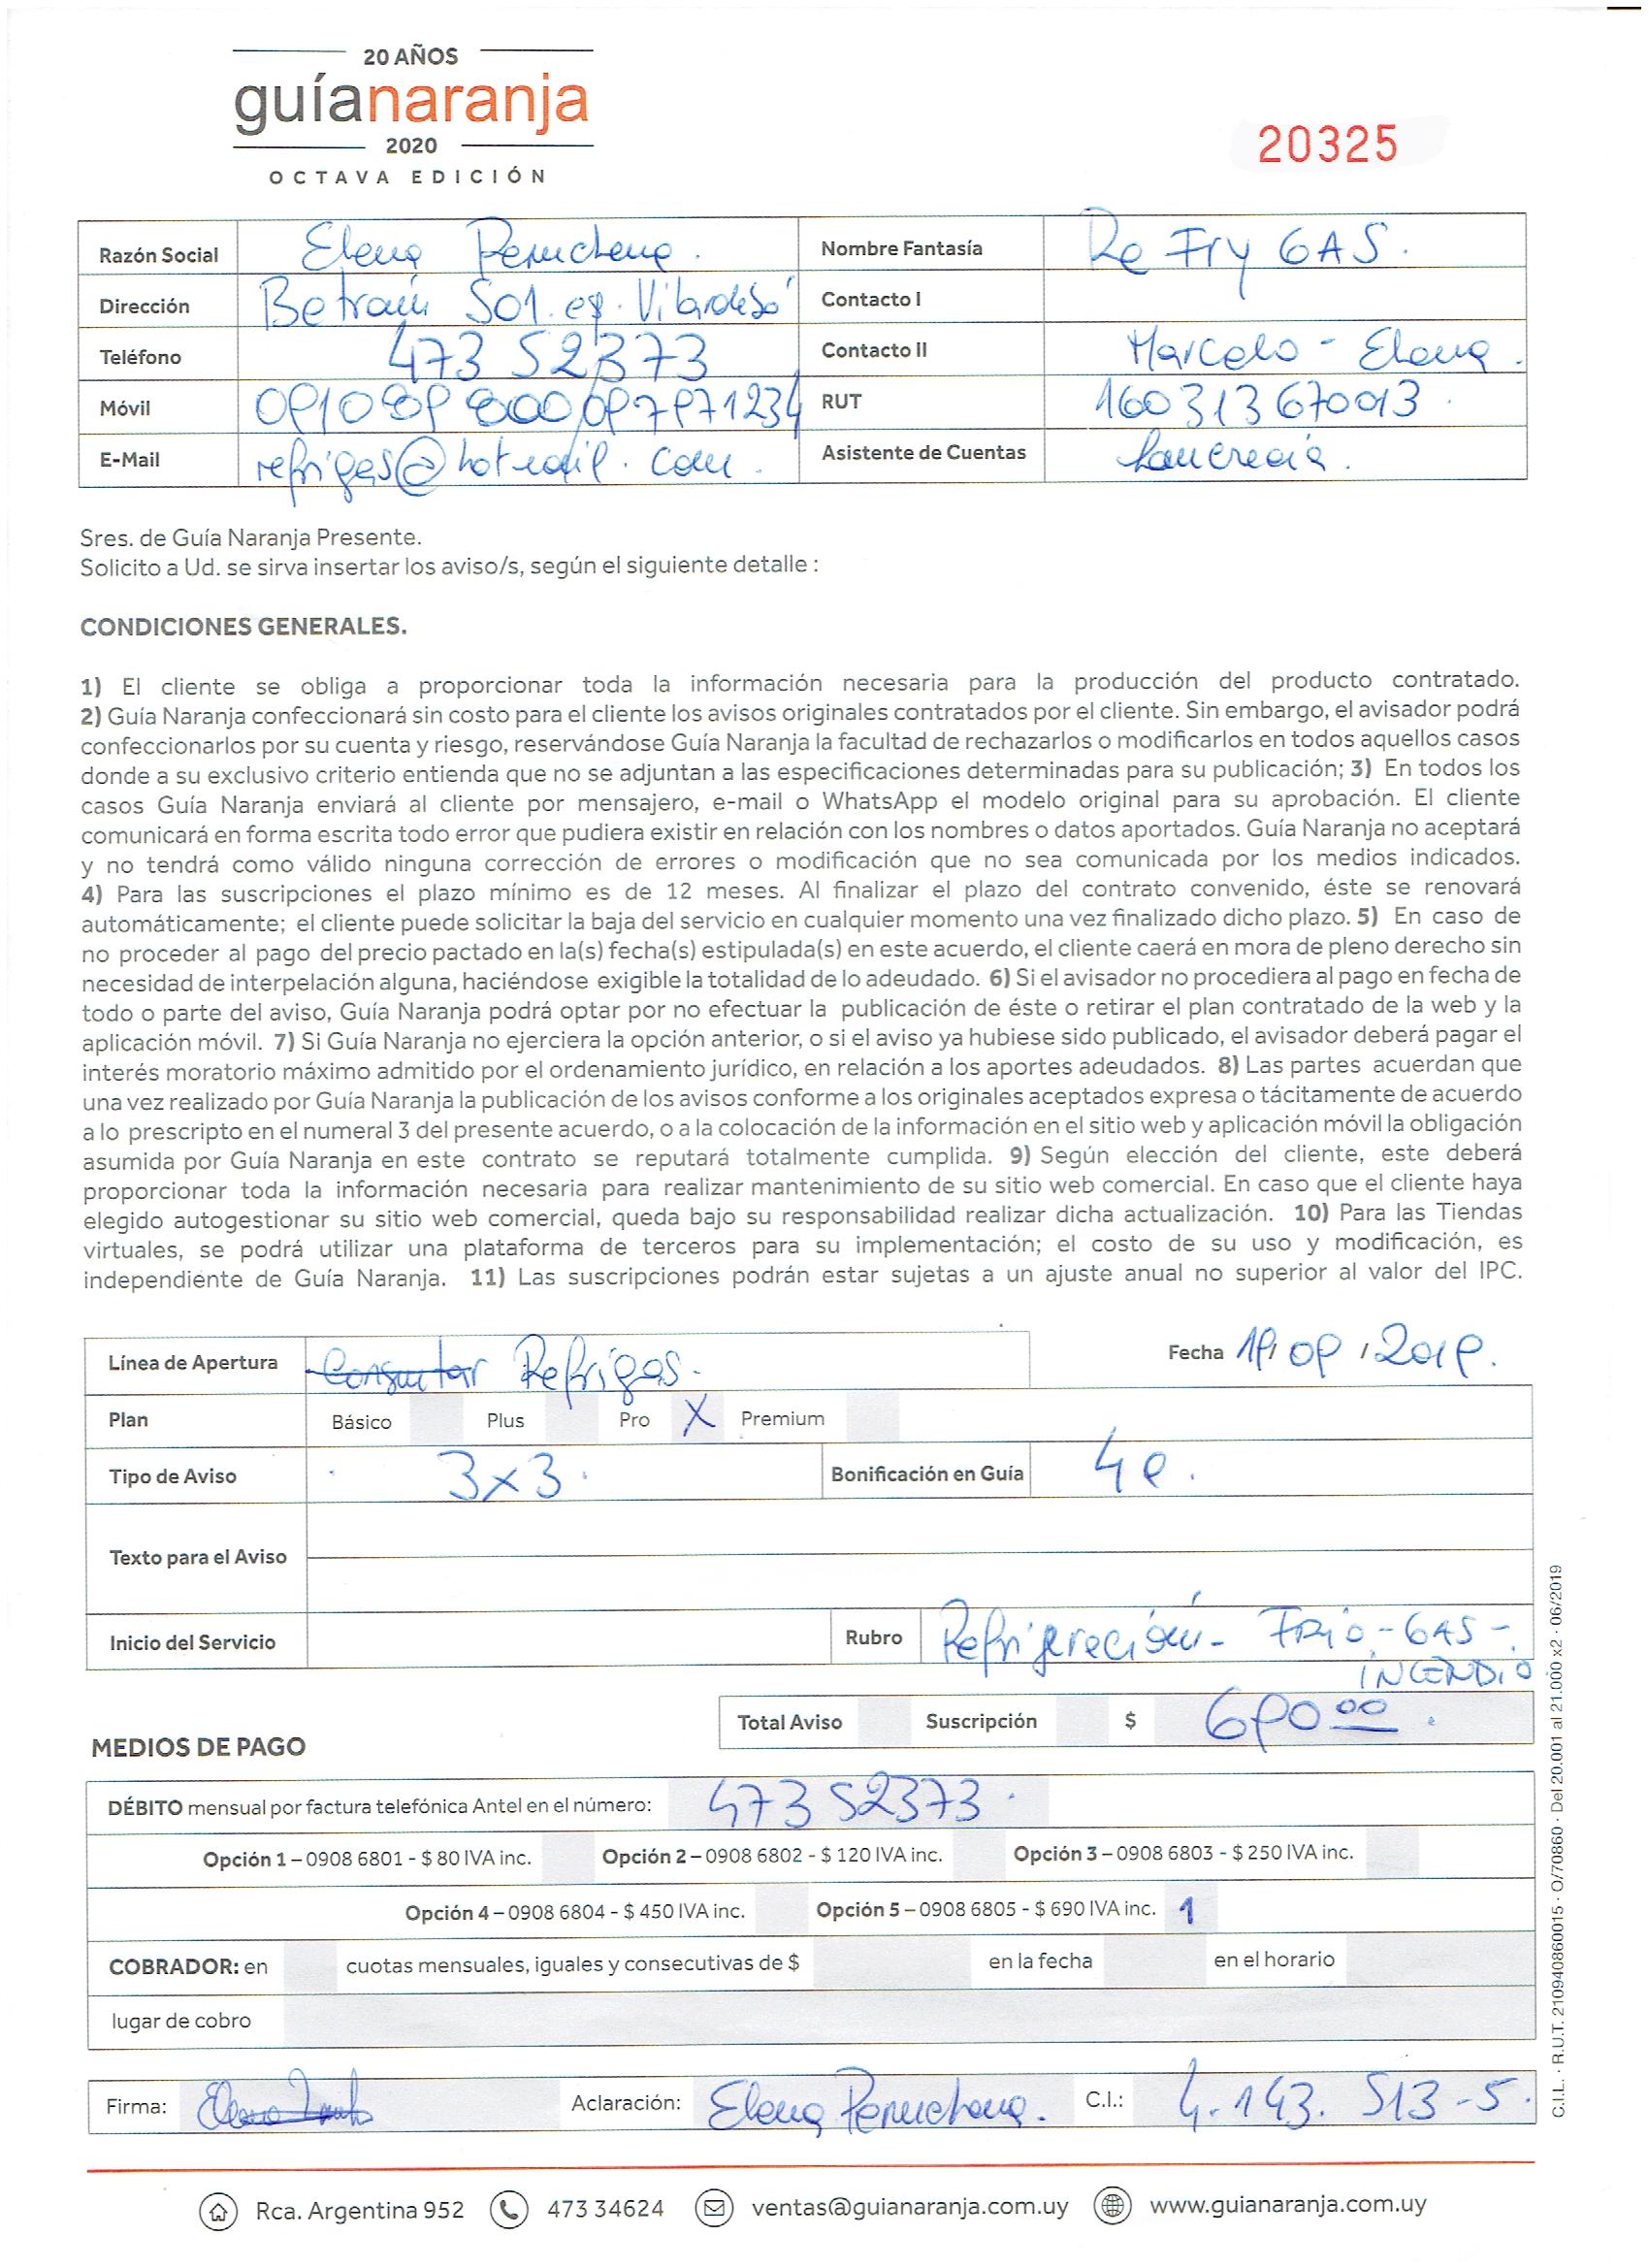 20 AÑOS
guíanaranja
2020
OCTAVA EDICIÓN
20325
Razón Social Elena Nombre Fantasía Re Fry GAS.
Dirección 501. esq. Vilardebó Contacto I
Teléfono 473 52373 Contacto II Marcelo - Elena.
Móvil 097971234 RUT 160313670013.
E-Mail refrigas@hotmail.com. Asistente de Cuentas
Sres. de Guía Naranja Presente.
Solicito a Ud. se sirva insertar los aviso/s, según el siguiente detalle :
CONDICIONES GENERALES.
1) El cliente se obliga a proporcionar toda la información necesaria para la producción del producto contratado.
2) Guía Naranja confeccionará sin costo para el cliente los avisos originales contratados por el cliente. Sin embargo, el avisador podrá
confeccionarlos por su cuenta y riesgo, reservándose Guía Naranja la facultad de rechazarlos o modificarlos en todos aquellos casos
donde a su exclusivo criterio entienda que no se adjuntan a las especificaciones determinadas para su publicación; 3) En todos los
casos Guía Naranja enviará al cliente por mensajero, e-mail o WhatsApp el modelo original para su aprobación. El cliente
comunicará en forma escrita todo error que pudiera existir en relación con los nombres o datos aportados. Guía Naranja no aceptará
y no tendrá como válido ninguna corrección de errores o modificación que no sea comunicada por los medios indicados.
4) Para las suscripciones el plazo mínimo es de 12 meses. Al finalizar el plazo del contrato convenido, éste se renovará
automáticamente; el cliente puede solicitar la baja del servicio en cualquier momento una vez finalizado dicho plazo. 5) En caso de
no proceder al pago del precio pactado en la(s) fecha(s) estipulada(s) en este acuerdo, el cliente caerá en mora de pleno derecho sin
necesidad de interpelación alguna, haciéndose exigible la totalidad de lo adeudado. 6) Si el avisador no procediera al pago en fecha de
todo o parte del aviso, Guía Naranja podrá optar por no efectuar la publicación de éste o retirar el plan contratado de la web y la
aplicación móvil. 7) Si Guía Naranja no ejerciera la opción anterior, o si el aviso ya hubiese sido publicado, el avisador deberá pagar el
interés moratorio máximo admitido por el ordenamiento jurídico, en relación a los aportes adeudados. 8) Las partes acuerdan que
una vez realizado por Guía Naranja la publicación de los avisos conforme a los originales aceptados expresa o tácitamente de acuerdo
a lo prescripto en el numeral 3 del presente acuerdo, o a la colocación de la información en el sitio web y aplicación móvil la obligación
asumida por Guía Naranja en este contrato se reputará totalmente cumplida. 9) Según elección del cliente, este deberá
proporcionar toda la información necesaria para realizar mantenimiento de su sitio web comercial. En caso que el cliente haya
elegido autogestionar su sitio web comercial, queda bajo su responsabilidad realizar dicha actualización. 10) Para las Tiendas
virtuales, se podrá utilizar una plataforma de terceros para su implementación; el costo de su uso y modificación, es
independiente de Guía Naranja. 11) Las suscripciones podrán estar sujetas a un ajuste anual no superior al valor del IPC.
Línea de Apertura Consultar Refrigas. Fecha 19/ 09 / 2019.
Plan Básico Plus Pro X Premium
Tipo de Aviso 3x3. Bonificación en Guía
Texto para el Aviso
Inicio del Servicio Rubro Refrigeración - Frio - GAS -
INCENDIO
Total Aviso Suscripción $ 690 00.
MEDIOS DE PAGO
DÉBITO mensual por factura telefónica Antel en el número: 473 52373.
Opción 1 – 0908 6801 - $ 80 IVA inc. Opción 2 – 0908 6802 - $ 120 IVA inc. Opción 3 – 0908 6803 - $ 250 IVA inc.
Opción 4 – 0908 6804 - $ 450 IVA inc. Opción 5 – 0908 6805 - $ 690 IVA inc. 1
COBRADOR: en cuotas mensuales, iguales y consecutivas de $ en la fecha en el horario
lugar de cobro
Firma: Aclaración: Elena C.I.: 4.143.513-5.
Rca. Argentina 952 473 34624 ventas@guianaranja.com.uy www.guianaranja.com.uy
C.I.L. · R.U.T. 210940860015 · O/70860 · Del 20.001 al 21.000 x2 · 06/2019